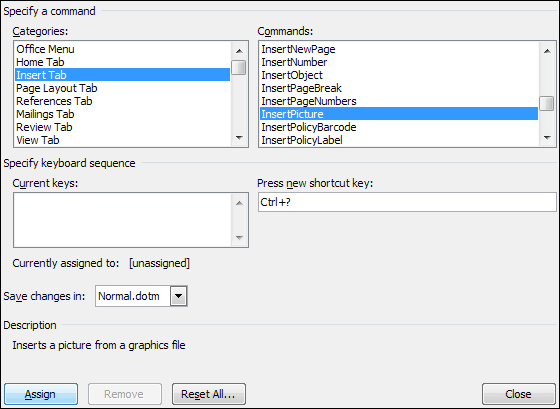 Specify a command
Categories:
Office Menu
Home Tab
Insert Tab
Page Layout Tab
References Tab
Mailings Tab
Review Tab
View Tab
Commands:
InsertNewPage
InsertNumber
InsertObject
InsertPageBreak
InsertPageNumbers
InsertPicture
InsertPolicyBarcode
InsertPolicyLabel
Specify keyboard sequence
Current keys:
Press new shortcut key:
Ctrl+?
Currently assigned to: [unassigned]
Save changes in: Normal.dotm
Description
Inserts a picture from a graphics file
Assign
Remove
Reset All...
Close